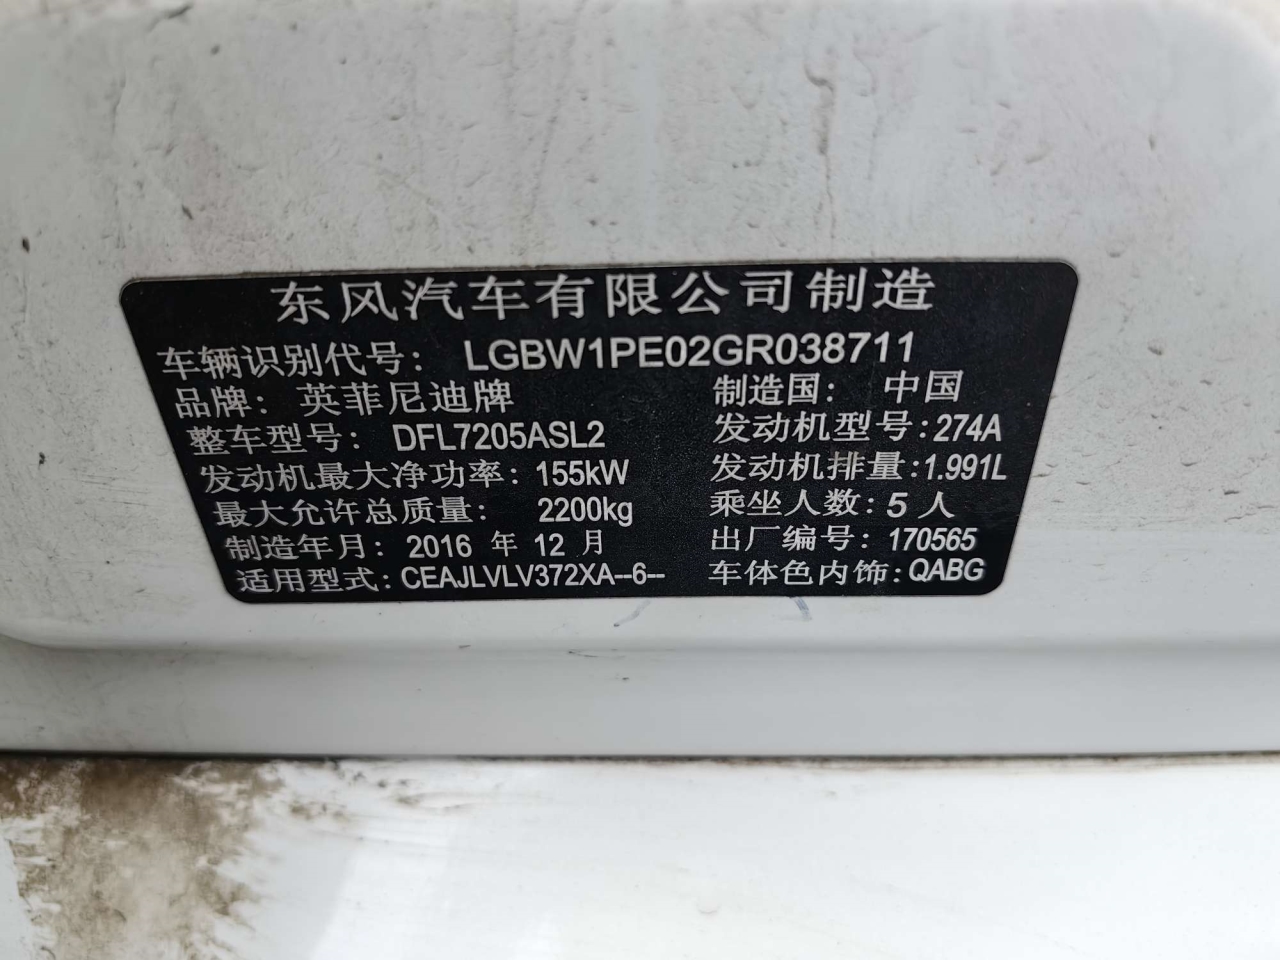 东风汽车有限公司制造
车辆识别代号: LGBW1PE02GR038711
品牌: 英菲尼迪牌 制造国: 中国
整车型号: DFL7205ASL2 发动机型号:274A
发动机最大净功率:155kW 发动机排量:1.991L
最大允许总质量: 2200kg 乘坐人数:5人
制造年月: 2016 年 12 月 出厂编号: 170565
适用型式:CEAJLVLV372XA--6-- 车体色内饰:QABG